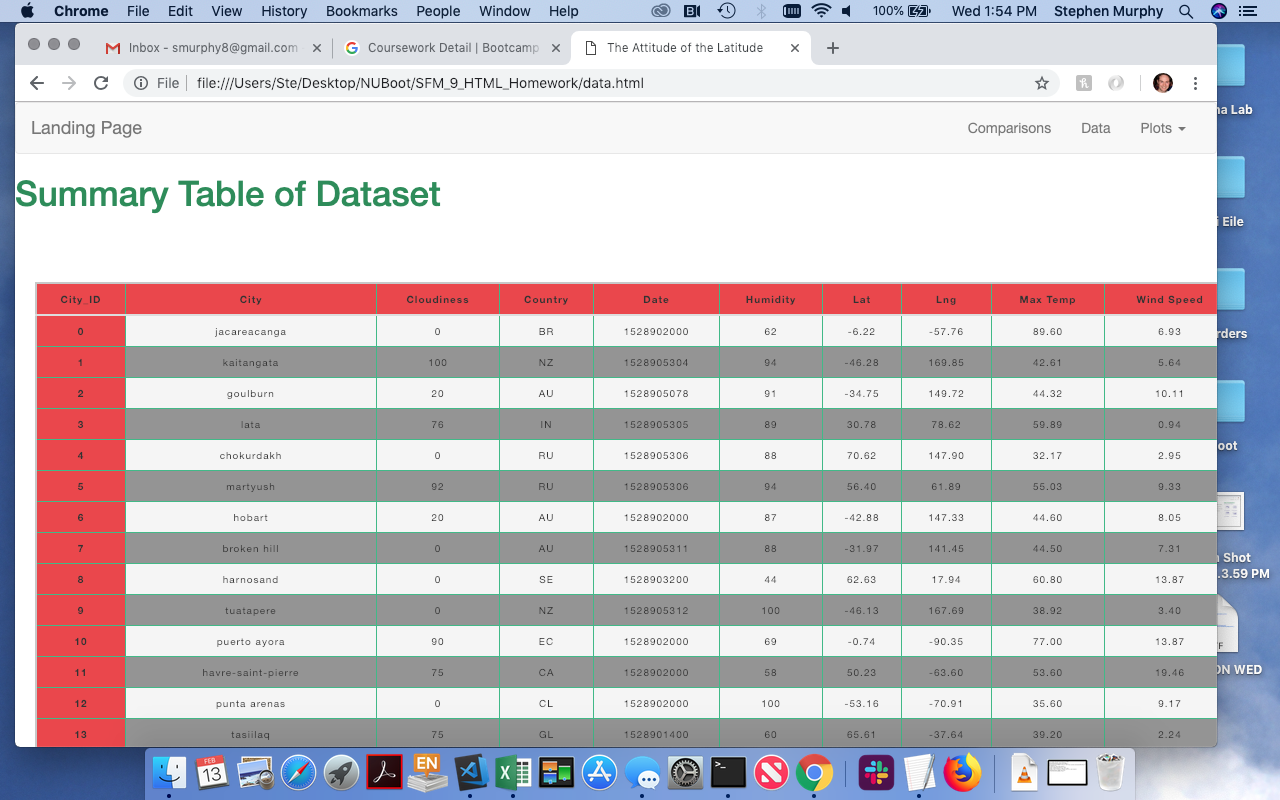 Chrome File Edit View History Bookmarks People Window Help 100% Wed 1:54 PM Stephen Murphy
Inbox - smurphy8@gmail.com Coursework Detail | Bootcamp The Attitude of the Latitude
File file:///Users/Ste/Desktop/NUBoot/SFM_9_HTML_Homework/data.html
Landing Page Comparisons Data Plots
Summary Table of Dataset
City_ID City Cloudiness Country Date Humidity Lat Lng Max Temp Wind Speed
0 jacareacanga 0 BR 1528902000 62 -6.22 -57.76 89.60 6.93
1 kaitangata 100 NZ 1528905304 94 -46.28 169.85 42.61 5.64
2 goulburn 20 AU 1528905078 91 -34.75 149.72 44.32 10.11
3 lata 76 IN 1528905305 89 30.78 78.62 59.89 0.94
4 chokurdakh 0 RU 1528905306 88 70.62 147.90 32.17 2.95
5 martyush 92 RU 1528905306 94 56.40 61.89 55.03 9.33
6 hobart 20 AU 1528902000 87 -42.88 147.33 44.60 8.05
7 broken hill 0 AU 1528905311 88 -31.97 141.45 44.50 7.31
8 harnosand 0 SE 1528903200 44 62.63 17.94 60.80 13.87
9 tuatapere 0 NZ 1528905312 100 -46.13 167.69 38.92 3.40
10 puerto ayora 90 EC 1528902000 69 -0.74 -90.35 77.00 13.87
11 havre-saint-pierre 75 CA 1528902000 58 50.23 -63.60 53.60 19.46
12 punta arenas 0 CL 1528902000 100 -53.16 -70.91 35.60 9.17
13 tasiilaq 75 GL 1528901400 60 65.61 -37.64 39.20 2.24
na Lab
i Eile
rders
oot
Shot
.3.59 PM
ON WED
FEB
13
EN